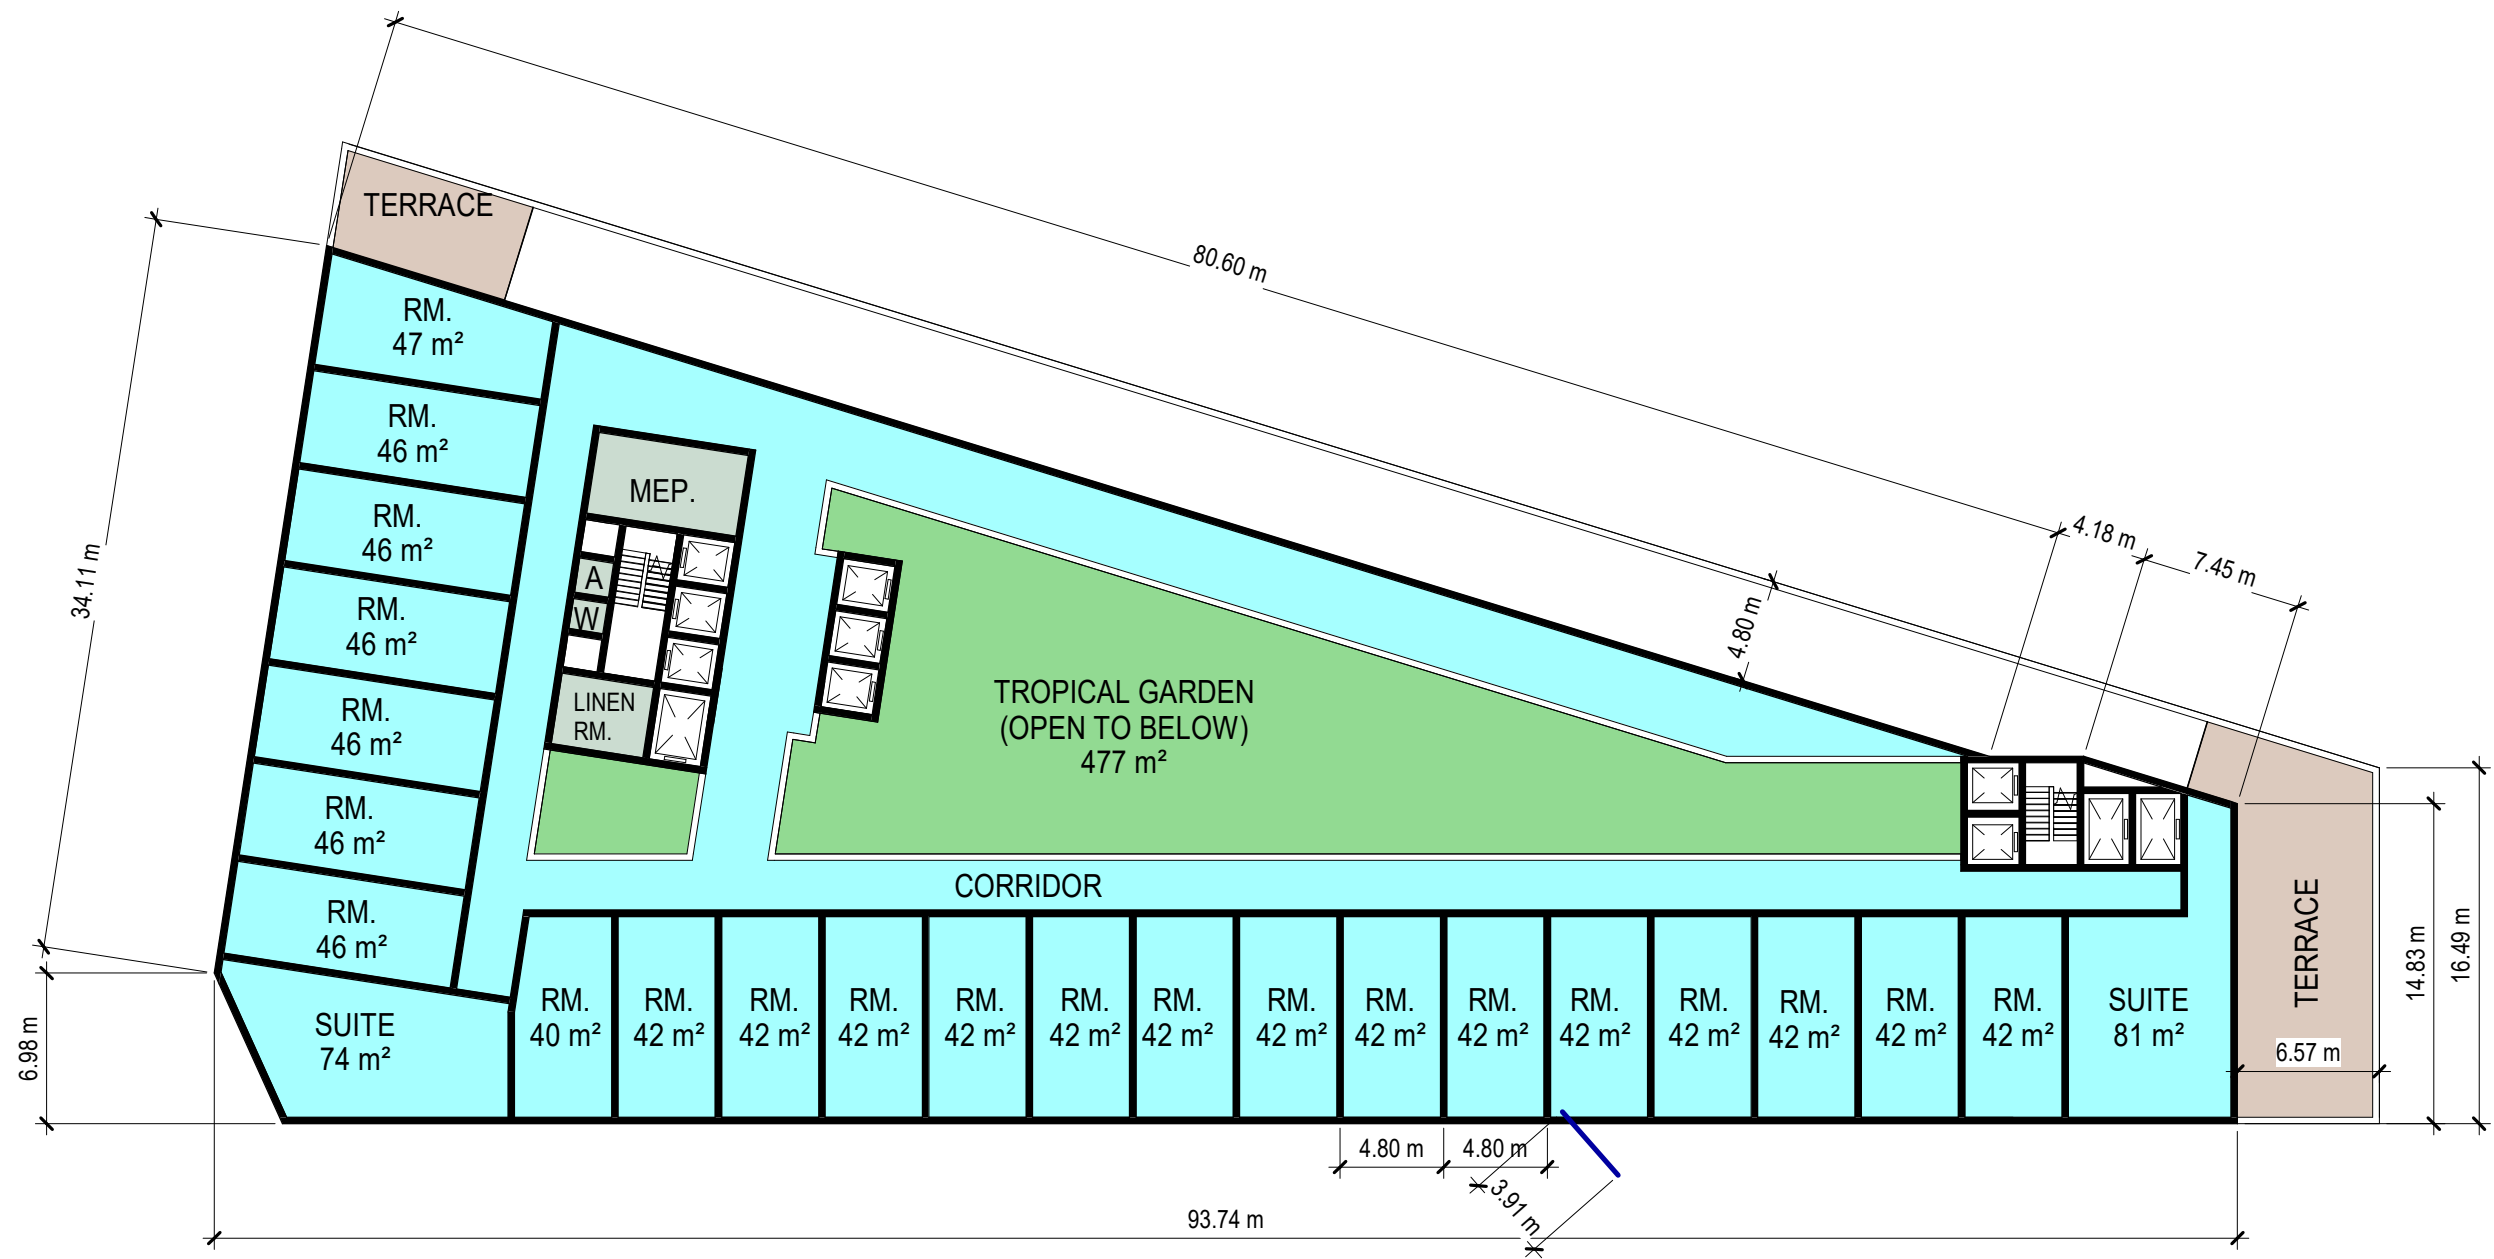 80.60 m
TERRACE
34.11 m
RM.
47 m²
RM.
46 m²
RM.
46 m²
RM.
46 m²
RM.
46 m²
RM.
46 m²
RM.
46 m²
MEP.
A
W
LINEN
RM.
TROPICAL GARDEN
(OPEN TO BELOW)
477 m²
4.80 m
4.18 m
7.45 m
CORRIDOR
TERRACE
14.83 m
16.49 m
6.57 m
6.98 m
SUITE
74 m²
RM.
40 m²
RM.
42 m²
RM.
42 m²
RM.
42 m²
RM.
42 m²
RM.
42 m²
RM.
42 m²
RM.
42 m²
RM.
42 m²
RM.
42 m²
RM.
42 m²
RM.
42 m²
RM.
42 m²
RM.
42 m²
RM.
42 m²
SUITE
81 m²
4.80 m
4.80 m
3.91 m
93.74 m